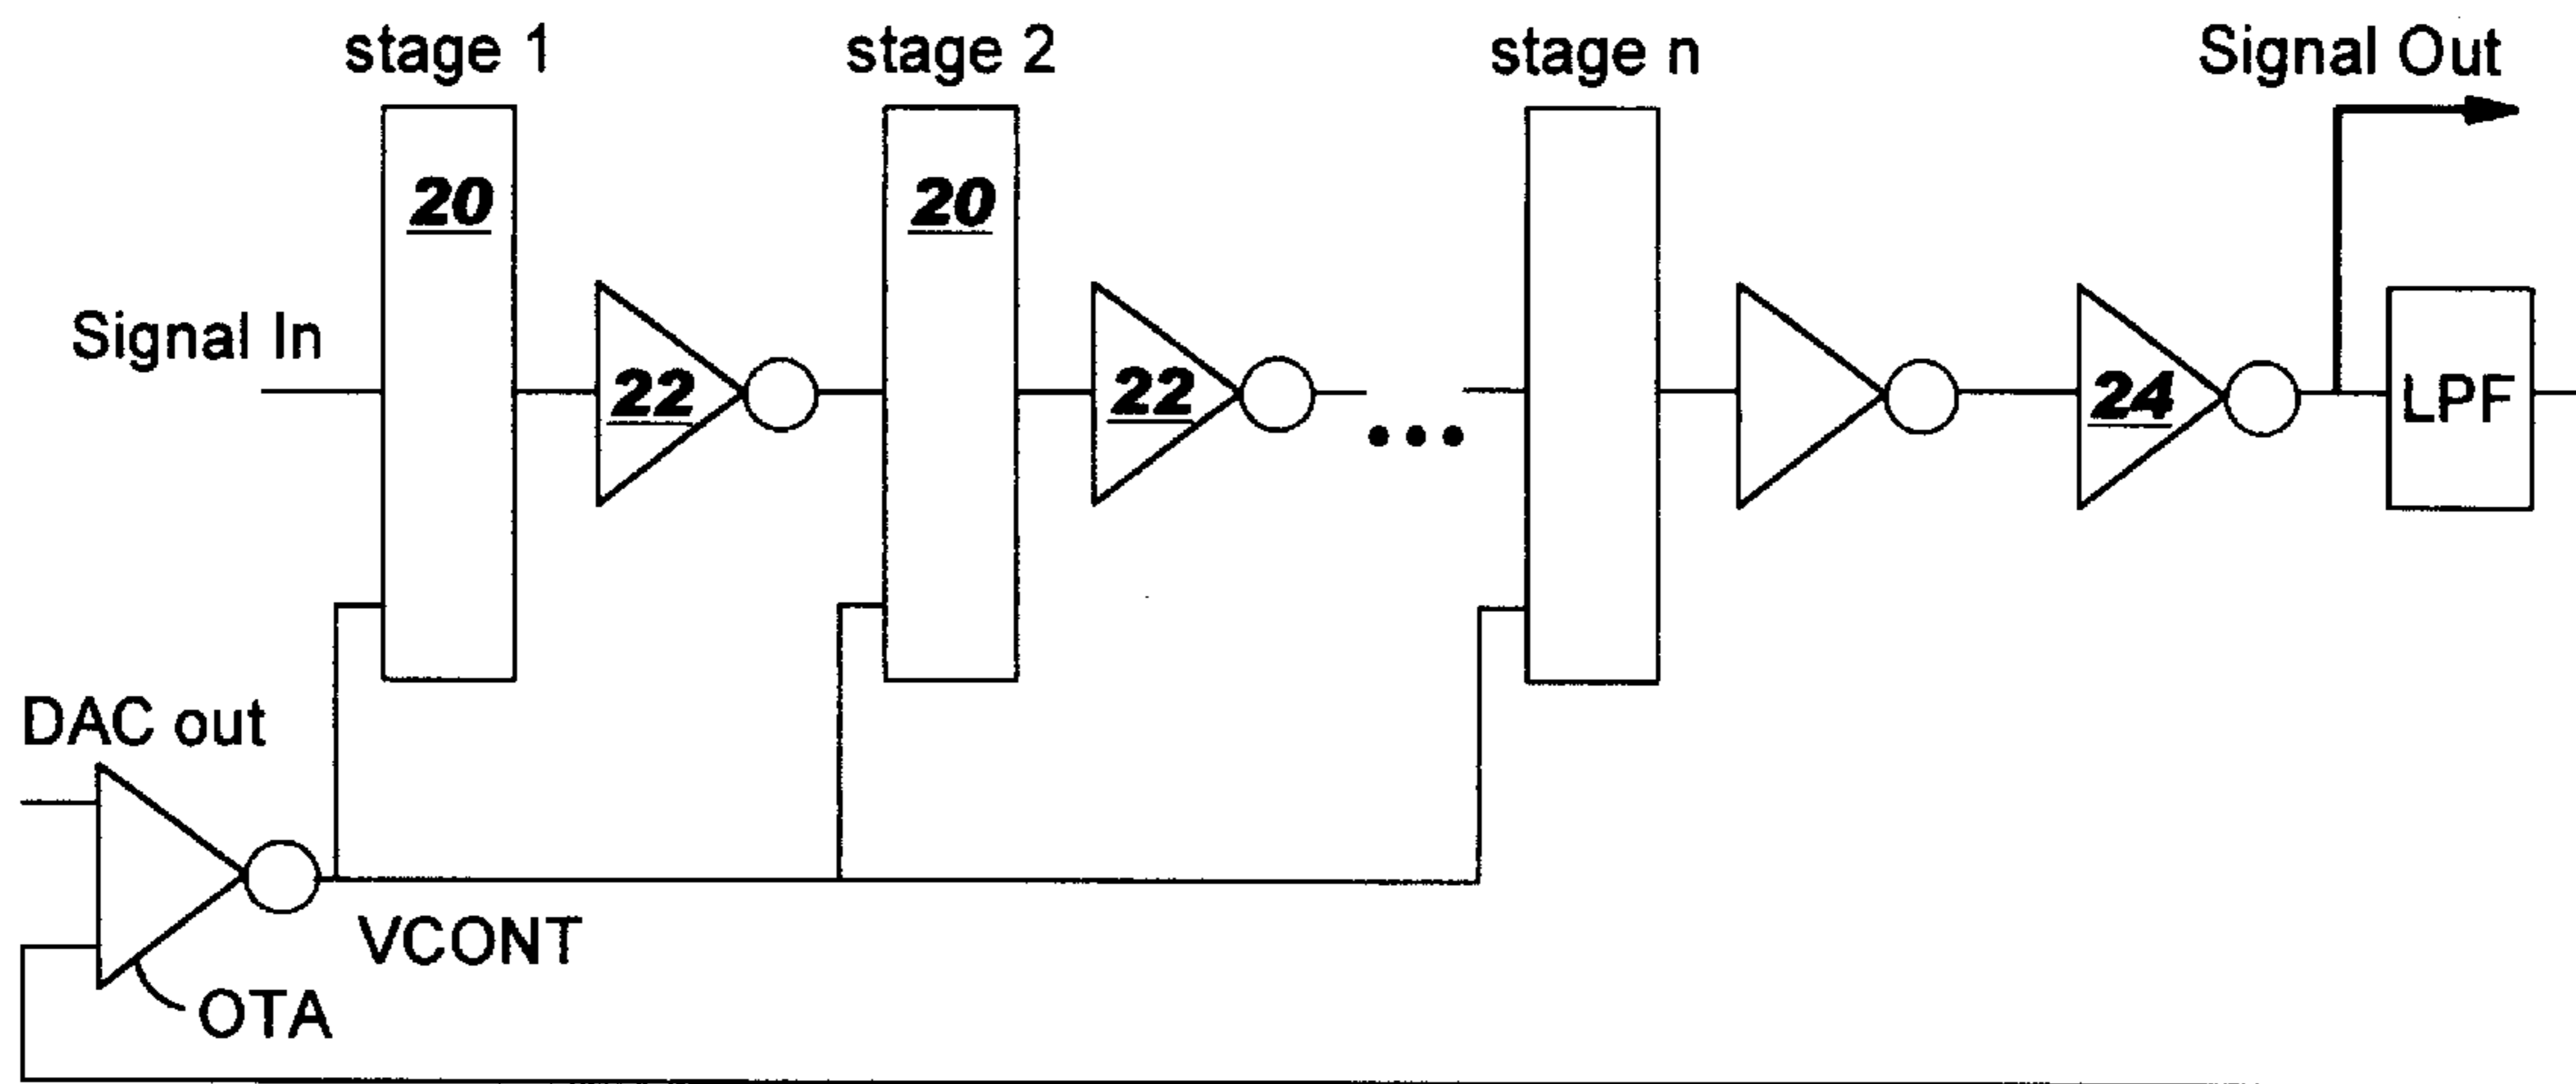 stage 1
stage 2
stage n
Signal Out
20
20
Signal In
22
22
24
LPF
DAC out
VCONT
OTA